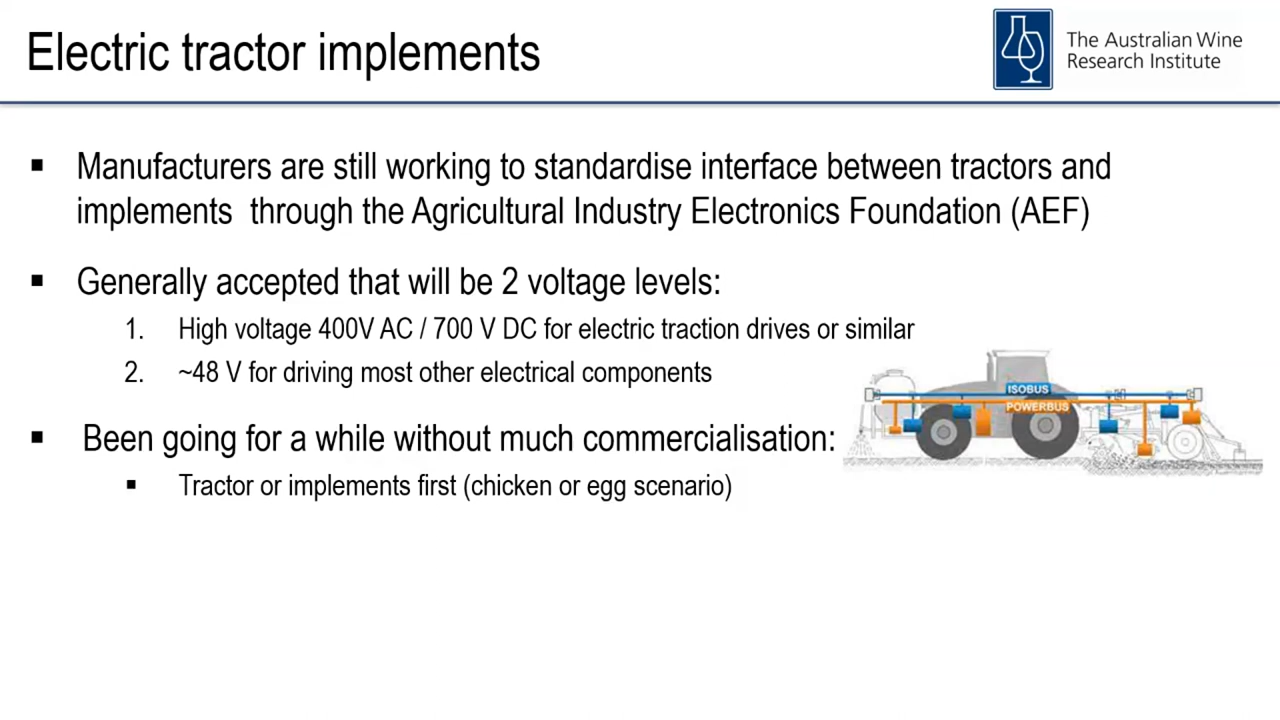 Electric tractor implements
The Australian Wine
Research Institute
▪ Manufacturers are still working to standardise interface between tractors and
implements  through the Agricultural Industry Electronics Foundation (AEF)
▪ Generally accepted that will be 2 voltage levels:
1. High voltage 400V AC / 700 V DC for electric traction drives or similar
2. ~48 V for driving most other electrical components
ISOBUS
POWERBUS
▪ Been going for a while without much commercialisation:
▪ Tractor or implements first (chicken or egg scenario)